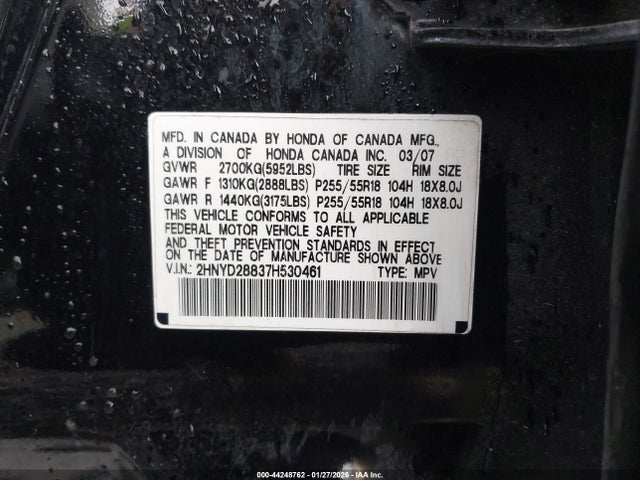 MFD. IN CANADA BY HONDA OF CANADA MFG.,
A DIVISION OF HONDA CANADA INC. 03/07
GVWR 2700KG(5952LBS) TIRE SIZE RIM SIZE
GAWR F 1310KG(2888LBS) P255/55R18 104H 18X8.0J
GAWR R 1440KG(3175LBS) P255/55R18 104H 18X8.0J
THIS VEHICLE CONFORMS TO ALL APPLICABLE
FEDERAL MOTOR VEHICLE SAFETY
AND THEFT PREVENTION STANDARDS IN EFFECT
ON THE DATE OF MANUFACTURE SHOWN ABOVE
V.I.N.: 2HNYD28837H530461 TYPE: MPV
000-44248762 - 01/27/2026 - IAA Inc.